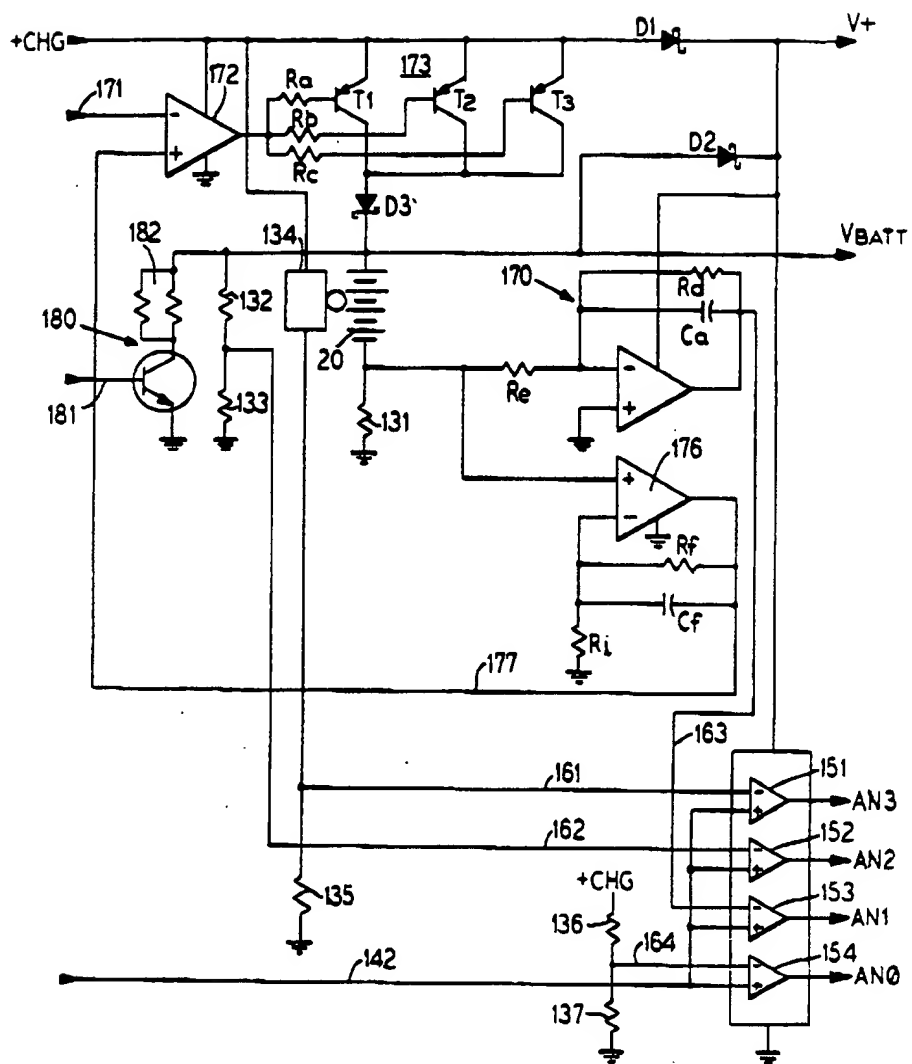 +CHG
D1
V+
171
172
Ra
T1
173
T2
T3
Rb
Rc
D2
D3
134
VBATT
182
132
170
Rd
Ca
180
20
Re
181
133
131
176
Rf
Cf
Ri
177
163
151
161
AN3
152
162
AN2
+CHG
135
153
136
AN1
164
142
154
AN0
137